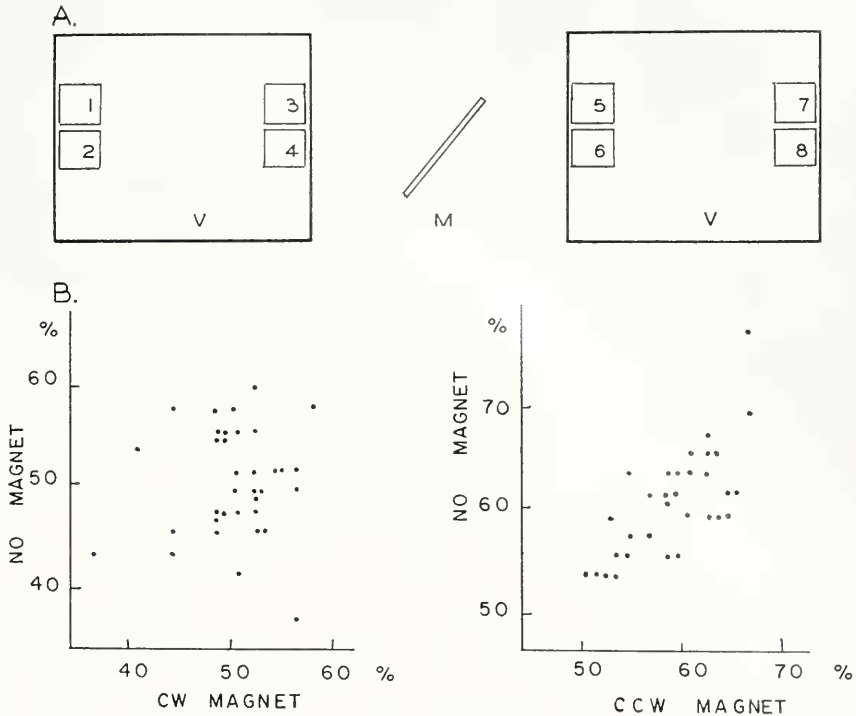 A.
1
3
2
4
V
M
5
7
6
8
V
B.
%
60
50
40
NO MAGNET
40 50 60 %
CW MAGNET
%
70
60
50
NO MAGNET
50 60 70
CCW MAGNET %